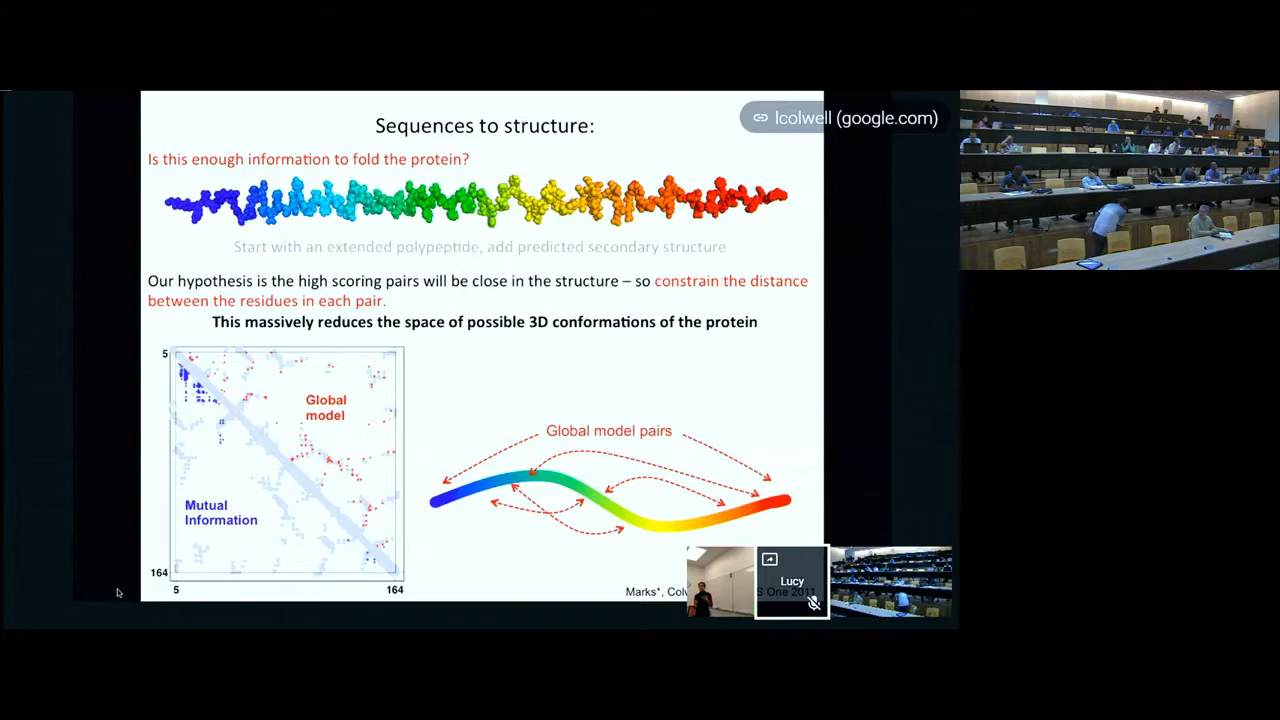 Sequences to structure:
lcolwell (google.com)
Is this enough information to fold the protein?
Start with an extended polypeptide, add predicted secondary structure
Our hypothesis is the high scoring pairs will be close in the structure – so constrain the distance
between the residues in each pair.
This massively reduces the space of possible 3D conformations of the protein
5
Global
model
Mutual
Information
164
5
164
Global model pairs
Lucy
Marks*,
One 2011